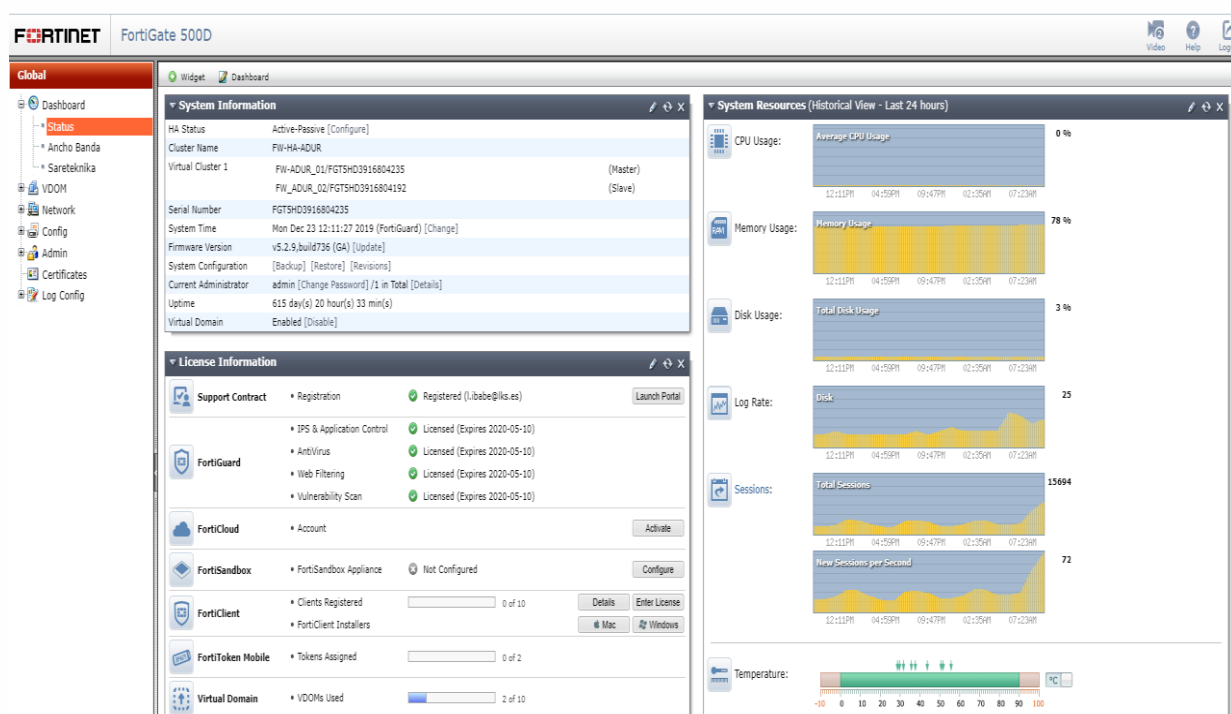 FORTINET FortiGate 500D
Video Help Log
Global
Dashboard
Status
Ancho Banda
Sareteknika
VDOM
Network
Config
Admin
Certificates
Log Config
Widget Dashboard
System Information
HA Status Active-Passive [Configure]
Cluster Name FW-HA-ADUR
Virtual Cluster 1 FW-ADUR_01/FGT5HD3916804235 (Master)
FW_ADUR_02/FGT5HD3916804192 (Slave)
Serial Number FGT5HD3916804235
System Time Mon Dec 23 12:11:27 2019 (FortiGuard) [Change]
Firmware Version v5.2.9,build736 (GA) [Update]
System Configuration [Backup] [Restore] [Revisions]
Current Administrator admin [Change Password] /1 in Total [Details]
Uptime 615 day(s) 20 hour(s) 33 min(s)
Virtual Domain Enabled [Disable]
License Information
Support Contract Registration Registered (l.ibabe@lks.es) Launch Portal
FortiGuard
IPS & Application Control Licensed (Expires 2020-05-10)
AntiVirus Licensed (Expires 2020-05-10)
Web Filtering Licensed (Expires 2020-05-10)
Vulnerability Scan Licensed (Expires 2020-05-10)
FortiCloud Account Activate
FortiSandbox FortiSandbox Appliance Not Configured Configure
FortiClient
Clients Registered 0 of 10 Details Enter License
FortiClient Installers Mac Windows
FortiToken Mobile Tokens Assigned 0 of 2
Virtual Domain VDOMs Used 2 of 10
System Resources (Historical View - Last 24 hours)
CPU Usage: Average CPU Usage 0 %
12:11PM 04:59PM 09:47PM 02:35AM 07:23AM
RAM Memory Usage: Memory Usage 78 %
12:11PM 04:59PM 09:47PM 02:35AM 07:23AM
Disk Usage: Total Disk Usage 3 %
12:11PM 04:59PM 09:47PM 02:35AM 07:23AM
Log Rate: Disk 25
12:11PM 04:59PM 09:47PM 02:35AM 07:23AM
Sessions: Total Sessions 15694
12:11PM 04:59PM 09:47PM 02:35AM 07:23AM
New Sessions per Second 72
12:11PM 04:59PM 09:47PM 02:35AM 07:23AM
Temperature: °C
-10 0 10 20 30 40 50 60 70 80 90 100